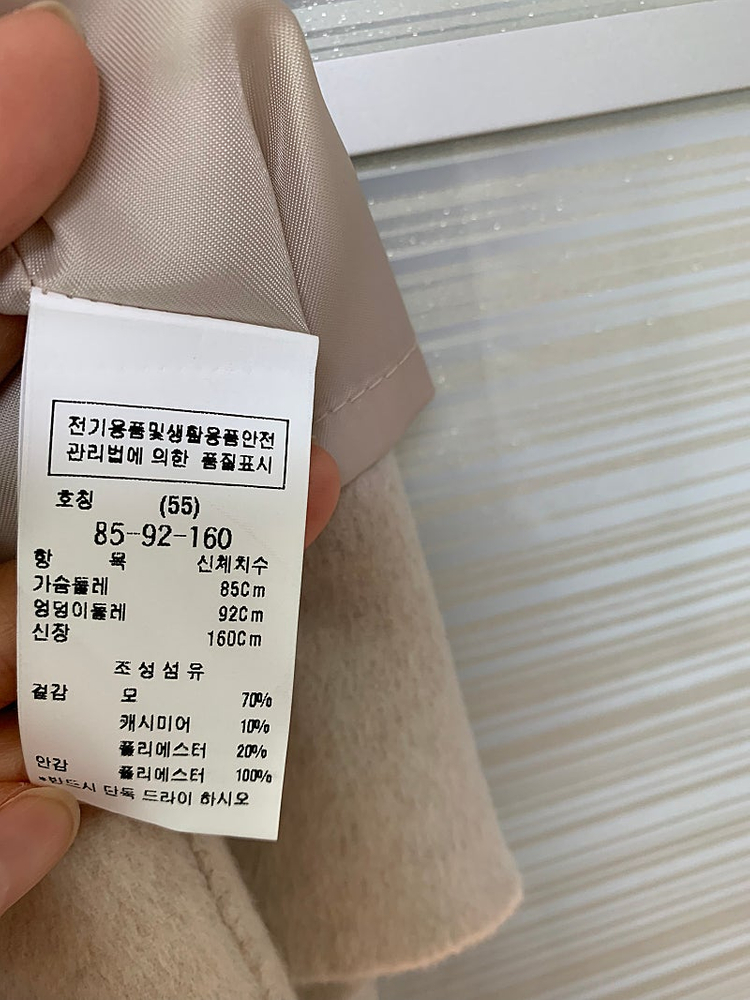 전기용품및생활용품안전
관리법에 의한 품질표시
호칭 (55)
85-92-160
항 목 신체치수
가슴둘레 85Cm
엉덩이둘레 92Cm
신장 160Cm
조성섬유
겉감 모 70%
캐시미어 10%
폴리에스터 20%
안감 폴리에스터 100%
*반드시 단독 드라이 하시오